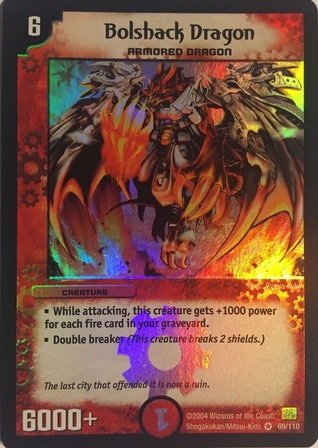 6
Bolshack Dragon
ARMORED DRAGON
CREATURE
▪ While attacking, this creature gets +1000 power
for each fire card in your graveyard.
▪ Double breaker (This creature breaks 2 shields.)
The last city that offended it is now a ruin.
6000+
1
©2004 Wizards of the Coast/
Shogakukan/Mitsui-Kids
69/110